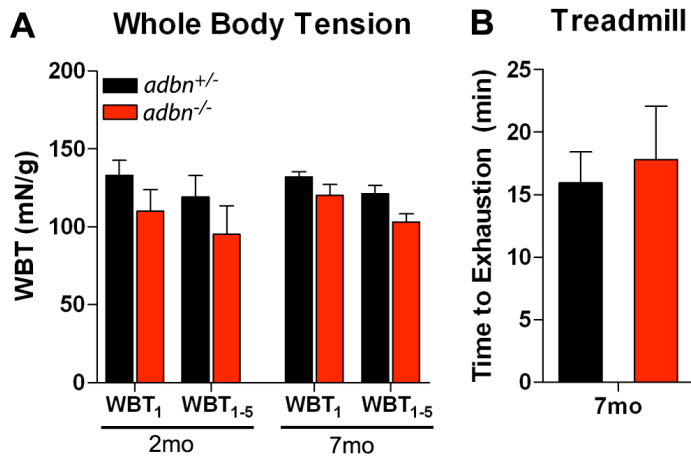 A Whole Body Tension
WBT (mN/g)
200
150
100
50
0
adbn+/-
adbn-/-
WBT1 WBT1-5 WBT1 WBT1-5
2mo 7mo
B Treadmill
Time to Exhaustion (min)
25
20
15
10
5
0
7mo